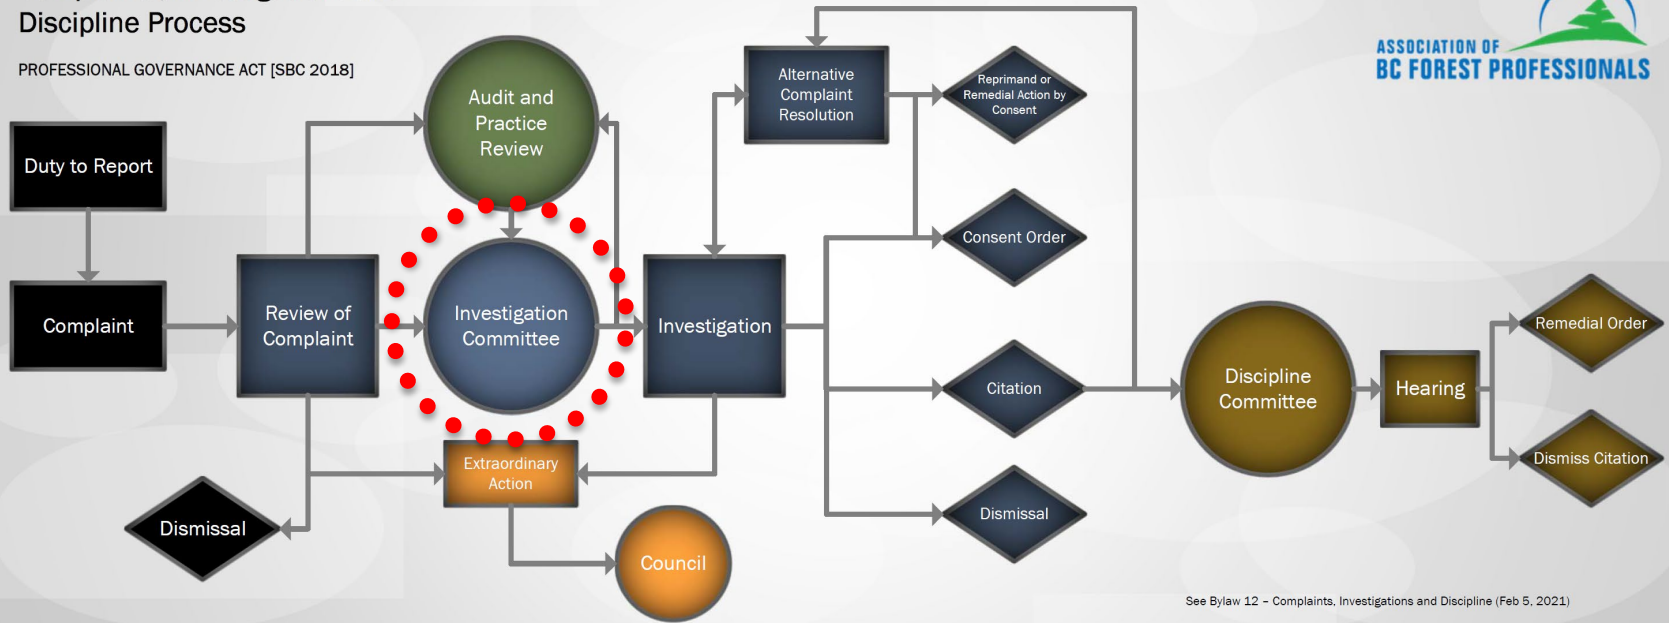 Discipline Process
PROFESSIONAL GOVERNANCE ACT [SBC 2018]
ASSOCIATION OF
BC FOREST PROFESSIONALS
Duty to Report
Complaint
Review of
Complaint
Dismissal
Audit and
Practice
Review
Investigation
Committee
Extraordinary
Action
Council
Investigation
Alternative
Complaint
Resolution
Reprimand or
Remedial Action by
Consent
Consent Order
Citation
Dismissal
Discipline
Committee
Hearing
Remedial Order
Dismiss Citation
See Bylaw 12 – Complaints, Investigations and Discipline (Feb 5, 2021)